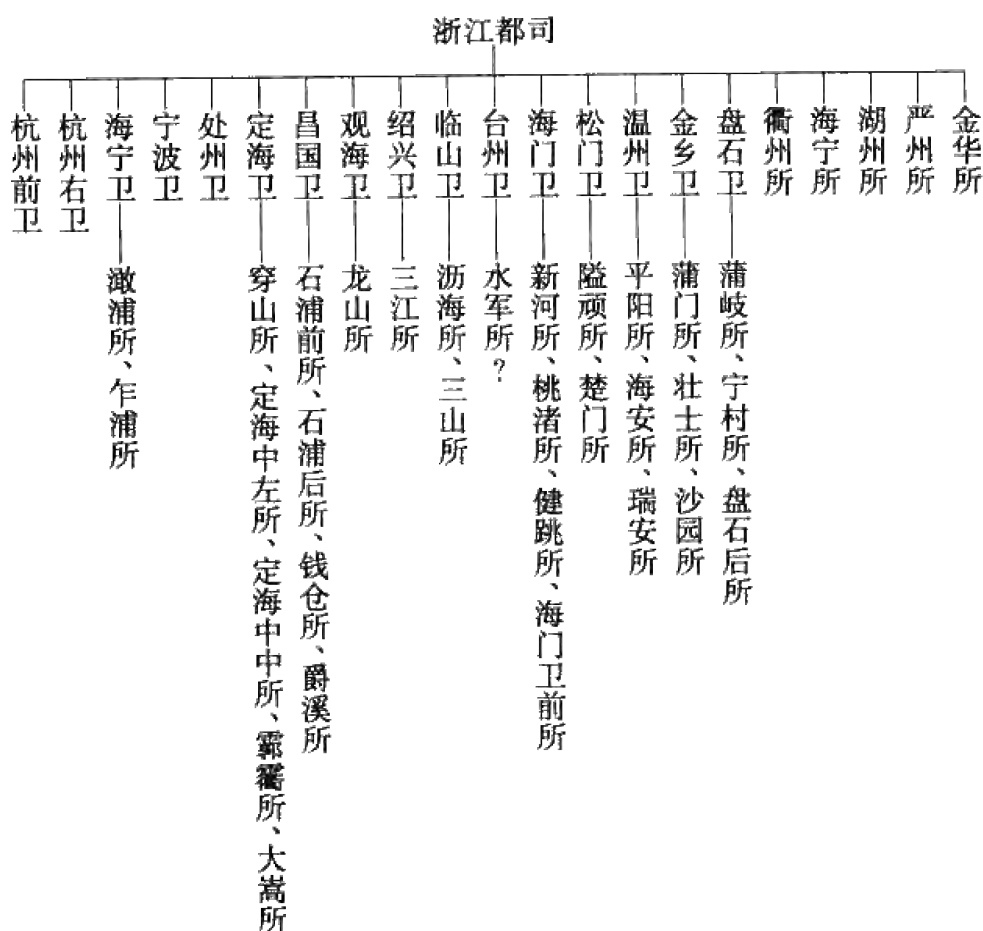 浙江都司
杭州前卫
杭州右卫
海宁卫
澉浦所、乍浦所
宁波卫
处州卫
定海卫
穿山所、定海中左所、定海中中所、所、大嵩所
昌国卫
石浦前所、石浦后所、钱仓所、爵溪所
观海卫
龙山所
绍兴卫
三江所
临山卫
沥海所、三山所
台州卫
水军所?
海门卫
新河所、桃渚所、健跳所、海门卫前所
松门卫
隘顽所、楚门所
温州卫
平阳所、海安所、瑞安所
金乡卫
蒲门所、壮士所、沙园所
盘石卫
蒲岐所、宁村所、盘石后所
衢州所
海宁所
湖州所
严州所
金华所